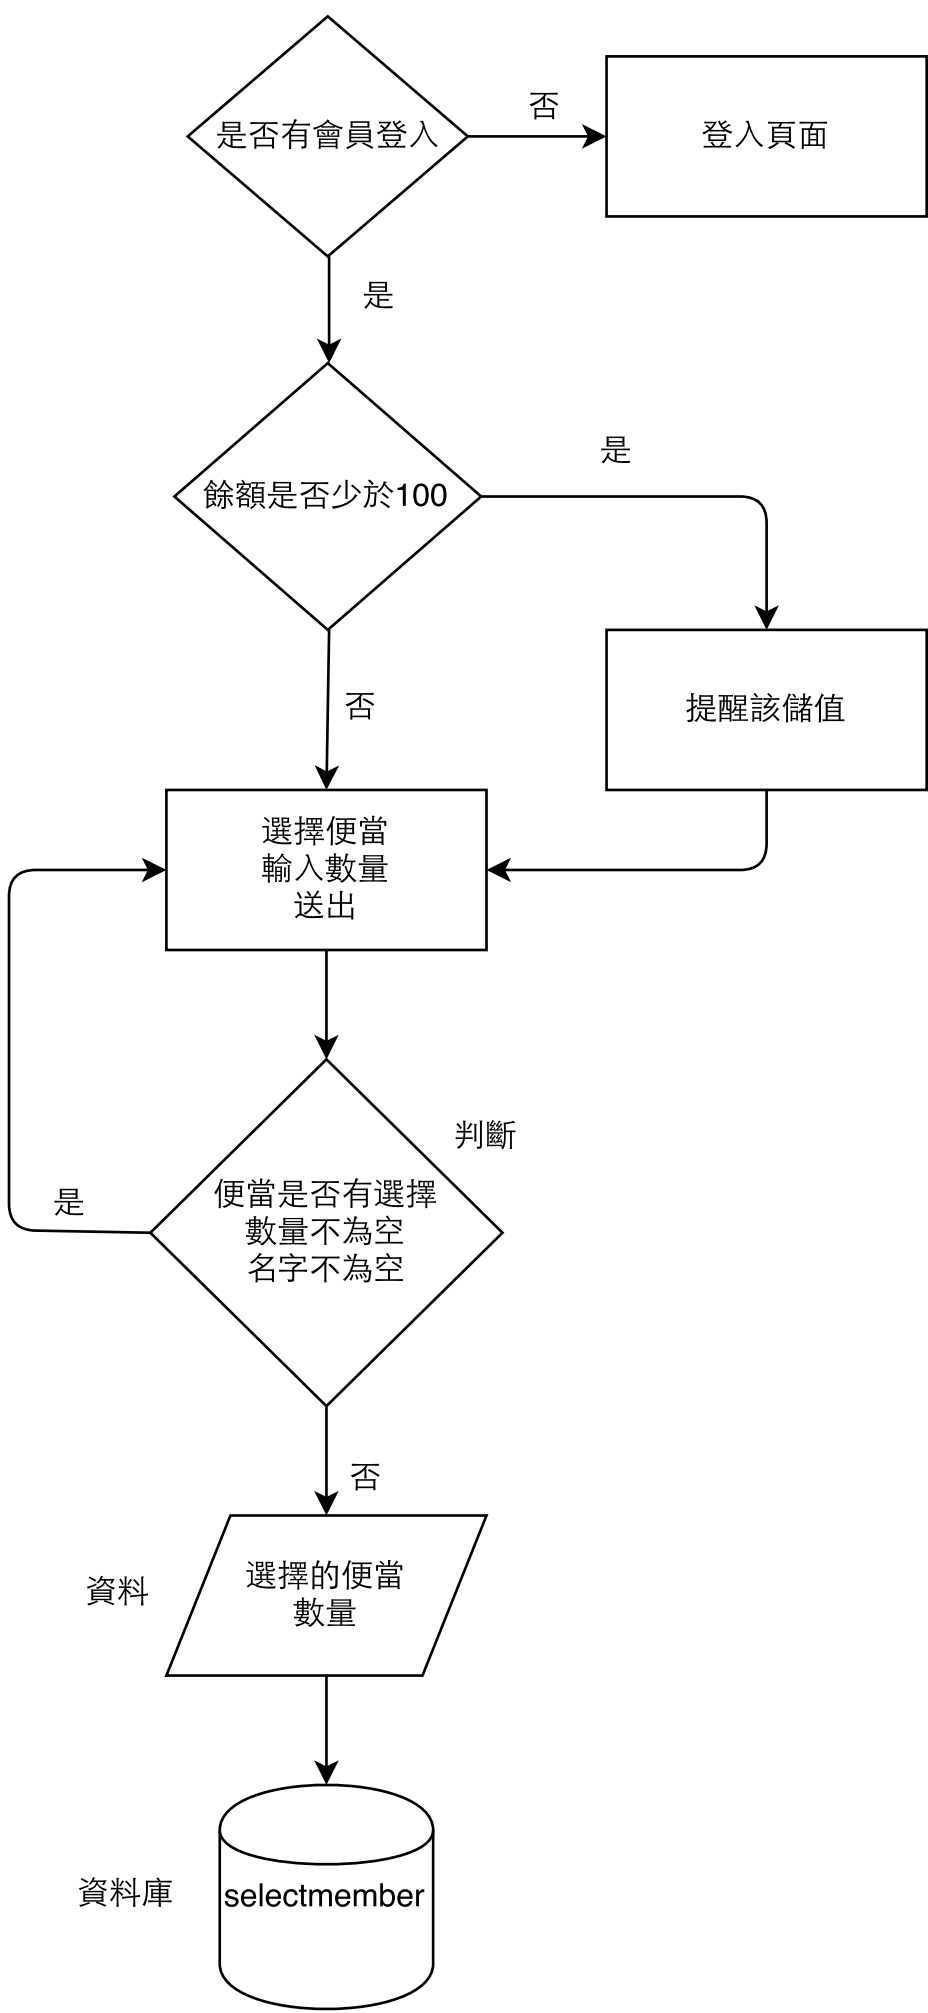 是否有會員登入
否
登入頁面
是
餘額是否少於100
是
否
提醒該儲值
選擇便當
輸入數量
送出
判斷
便當是否有選擇
數量不為空
名字不為空
是
否
資料
選擇的便當
數量
資料庫
selectmember